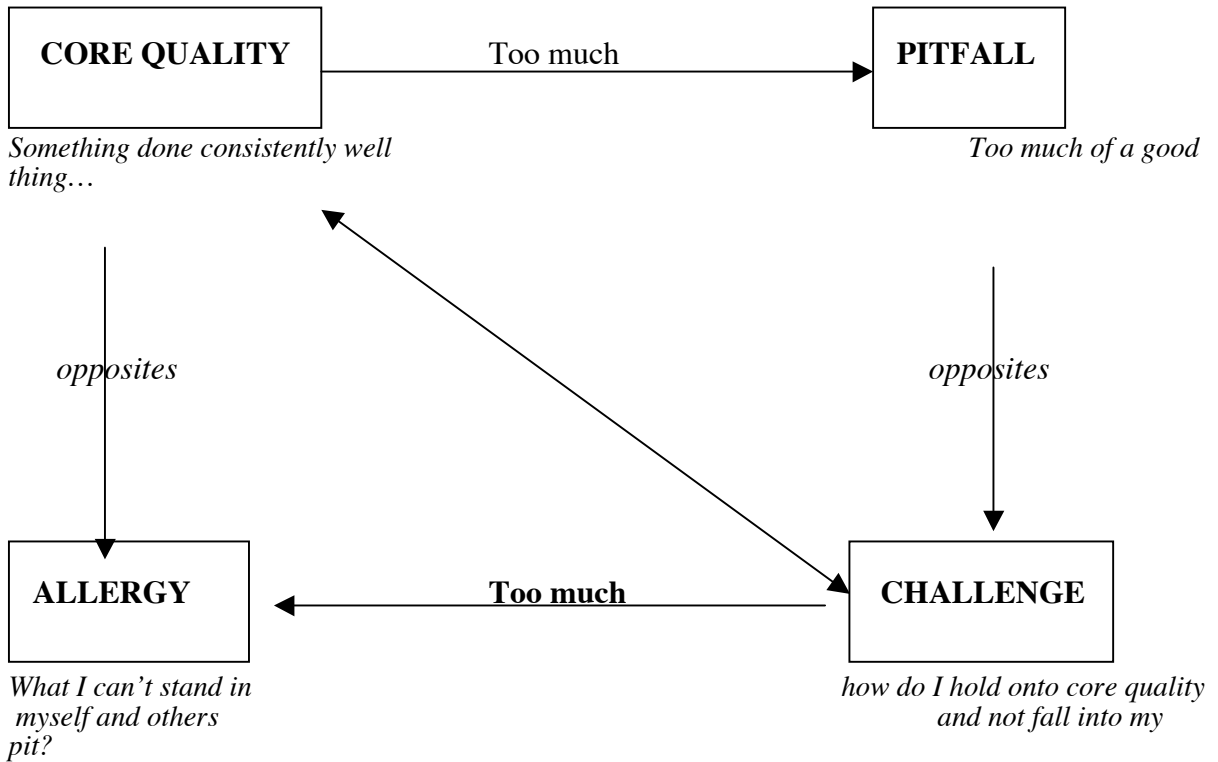 CORE QUALITY Too much PITFALL
Something done consistently well Too much of a good
thing…
opposites opposites
ALLERGY Too much CHALLENGE
What I can’t stand in how do I hold onto core quality
myself and others and not fall into my
pit?